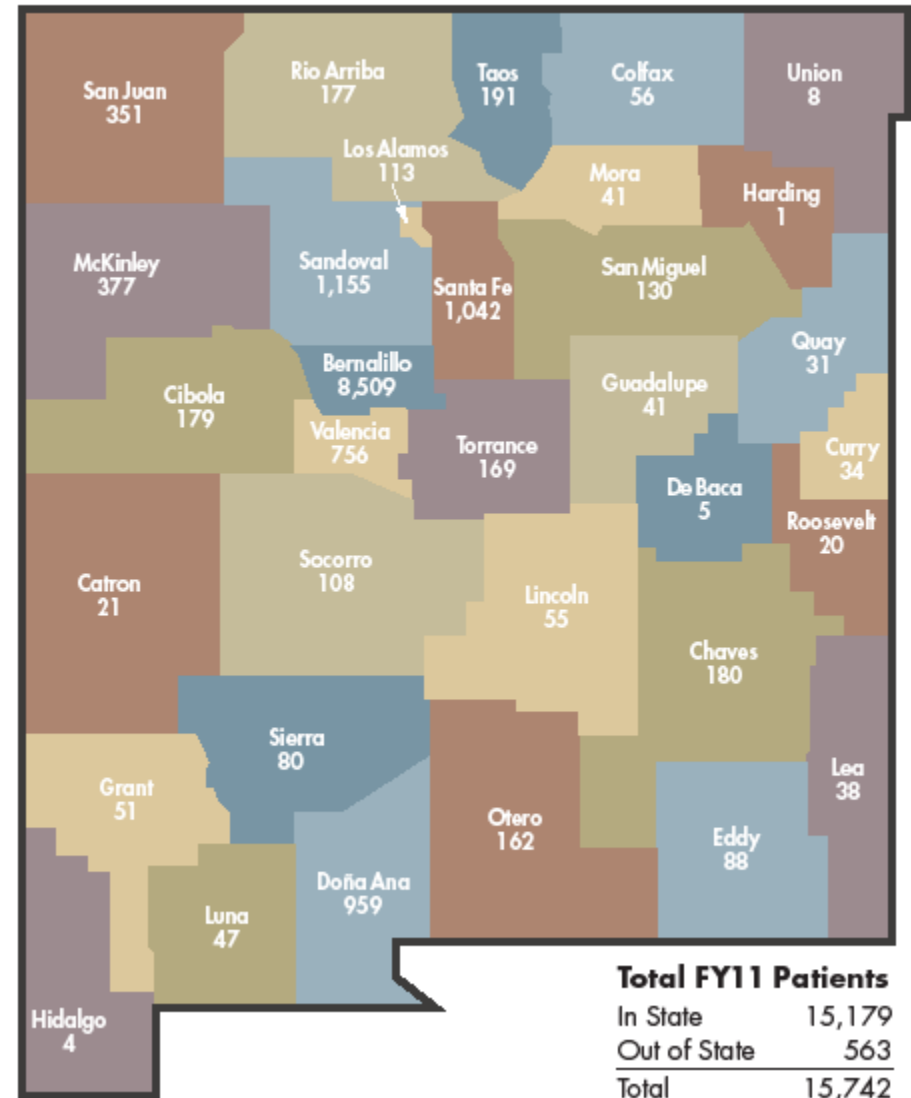 San Juan
351
Rio Arriba
177
Taos
191
Colfax
56
Union
8
Los Alamos
113
Mora
41
Harding
1
McKinley
377
Sandoval
1,155
Santa Fe
1,042
San Miguel
130
Quay
31
Bernalillo
8,509
Guadalupe
41
Cibola
179
Valencia
756
Torrance
169
Curry
34
De Baca
5
Roosevelt
20
Catron
21
Socorro
108
Lincoln
55
Chaves
180
Sierra
80
Grant
51
Lea
38
Otero
162
Eddy
88
Doña Ana
959
Luna
47
Hidalgo
4
Total FY11 Patients
In State 15,179
Out of State 563
Total 15,742